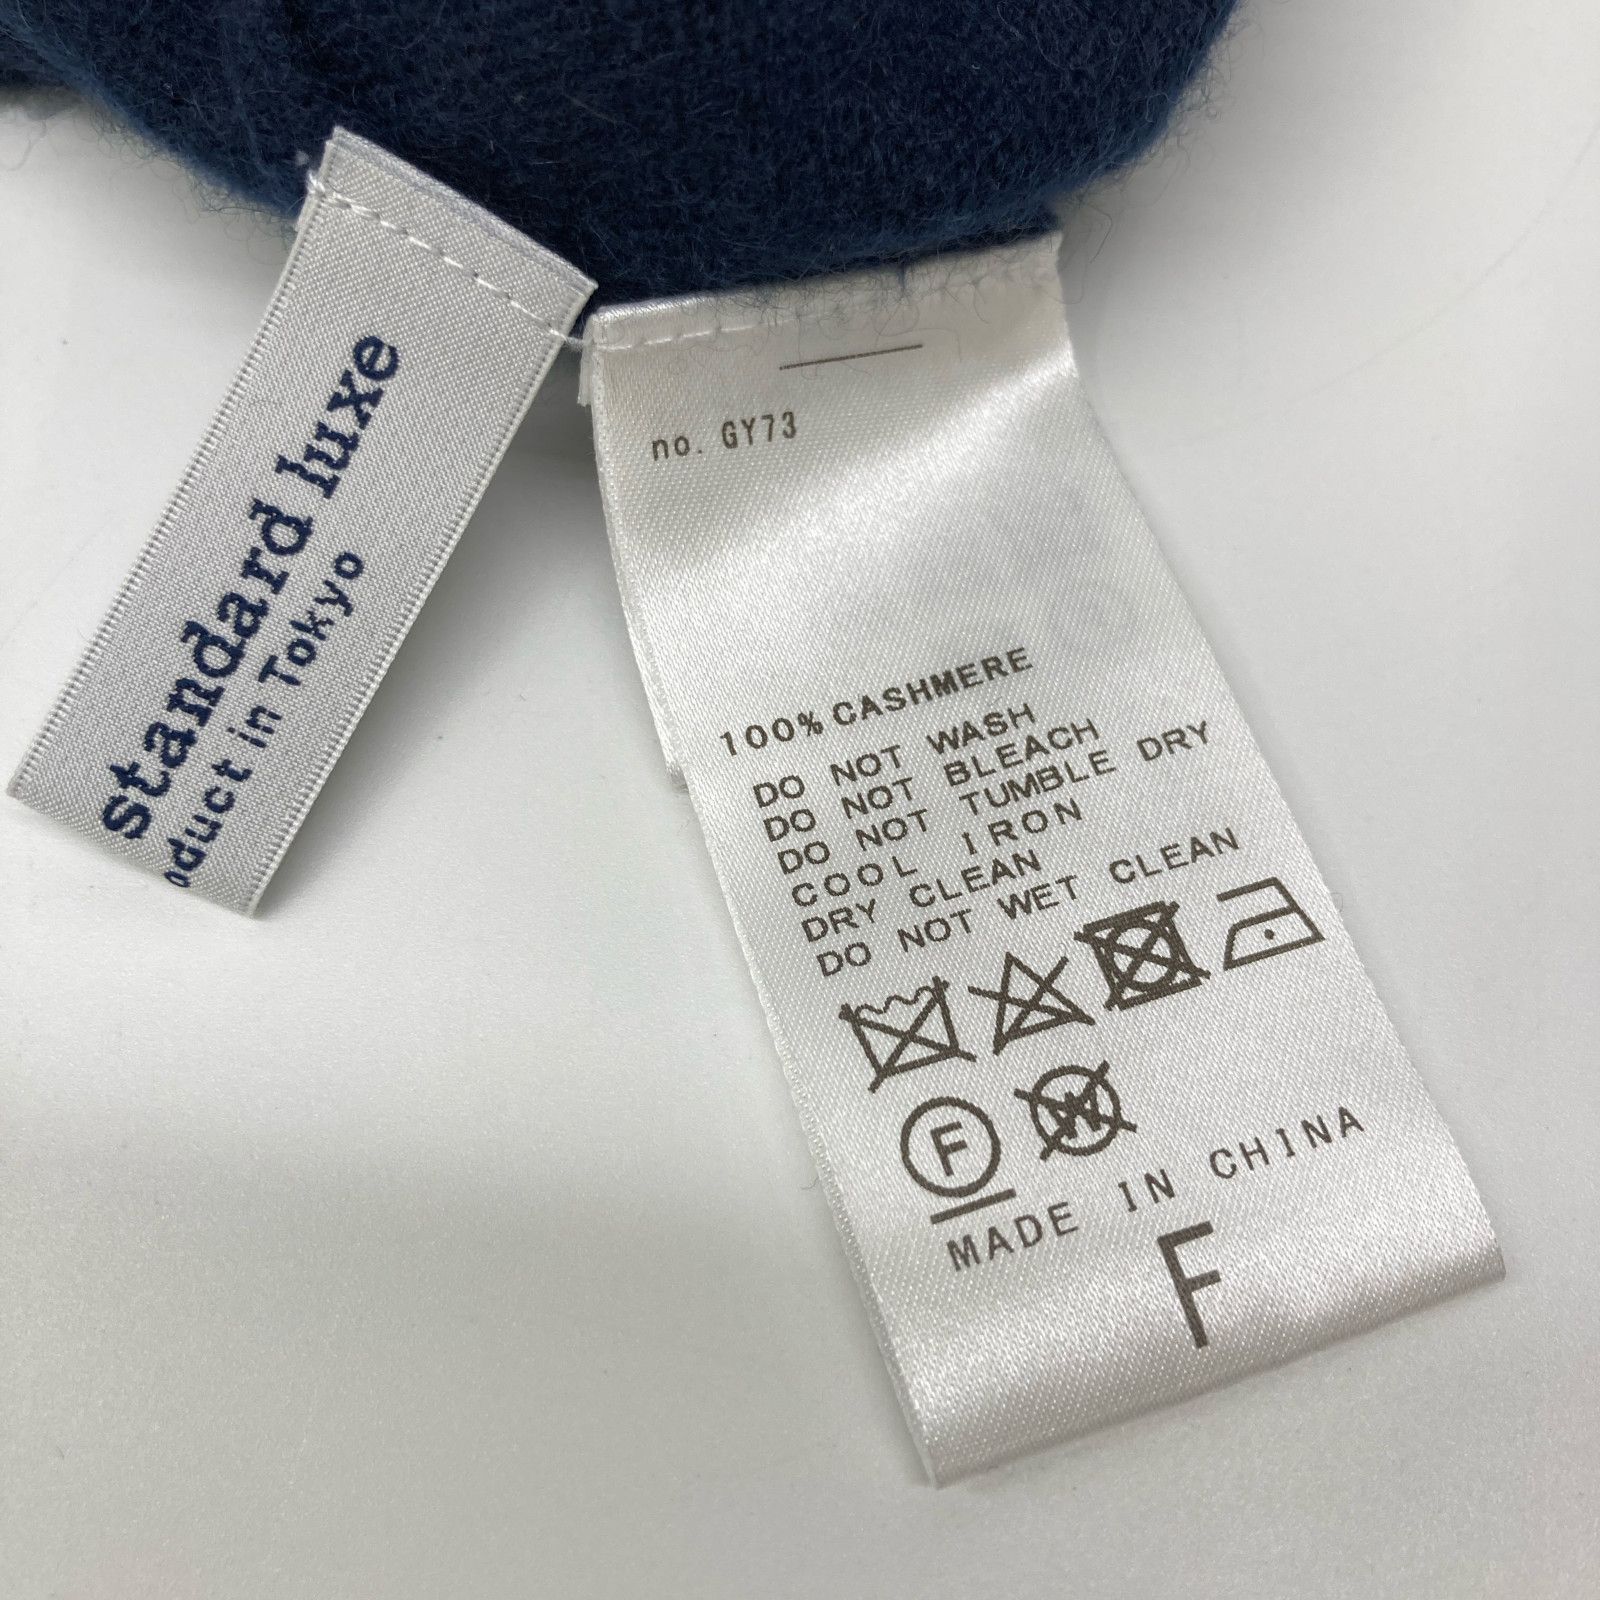 standard luxe
oduct in Tokyo
no. GY73
100% CASHMERE
DO NOT WASH
DO NOT BLEACH
DO NOT TUMBLE DRY
COOL IRON
DRY CLEAN
DO NOT WET CLEAN
F W
MADE IN CHINA
F